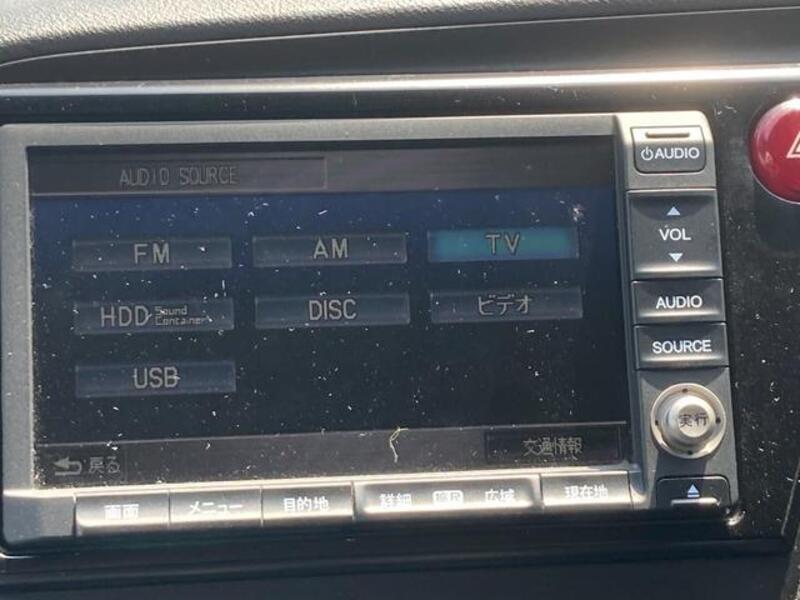 AUDIO SOURCE
FM AM TV
HDD Sound Container DISC ビデオ
USB
戻る 交通情報
画面 メニュー 目的地 詳細 広域 現在地
AUDIO
VOL
AUDIO
SOURCE
実行